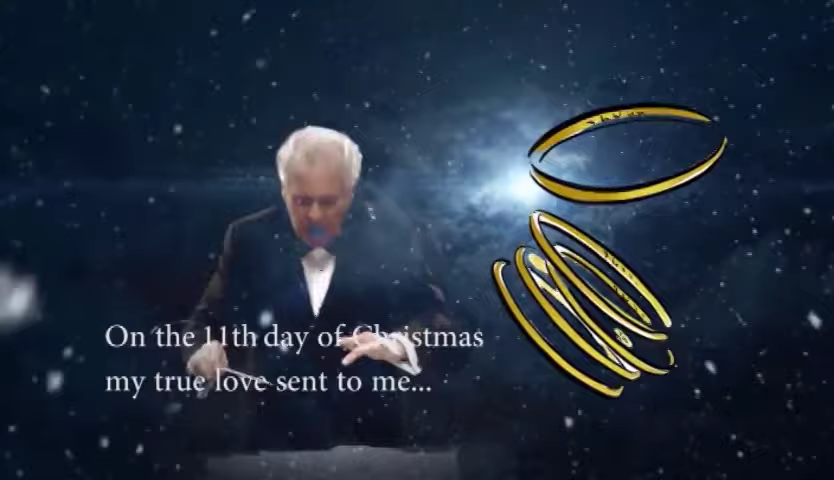 On the 11th day of Christmas
my true love sent to me...